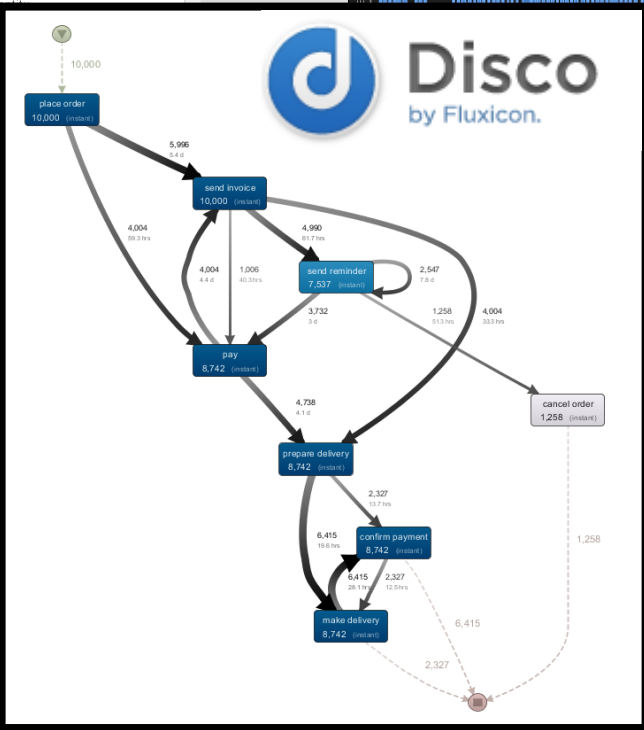 10,000
Disco
by Fluxicon.
place order
10,000 (instant)
5,996
5.4 d
send invoice
10,000 (instant)
4,004
59.3 hrs
4,990
61.7 hrs
4,004
4.4 d
1,006
40.3 hrs
send reminder
7,537 (instant)
2,547
7.6 d
3,732
3 d
1,258
51.3 hrs
4,004
33.3 hrs
pay
8,742 (instant)
4,738
4.1 d
cancel order
1,258 (instant)
prepare delivery
8,742 (instant)
2,327
13.7 hrs
6,415
19.6 hrs
confirm payment
8,742 (instant)
1,258
6,415
28.1 hrs
2,327
12.5 hrs
make delivery
8,742 (instant)
6,415
2,327